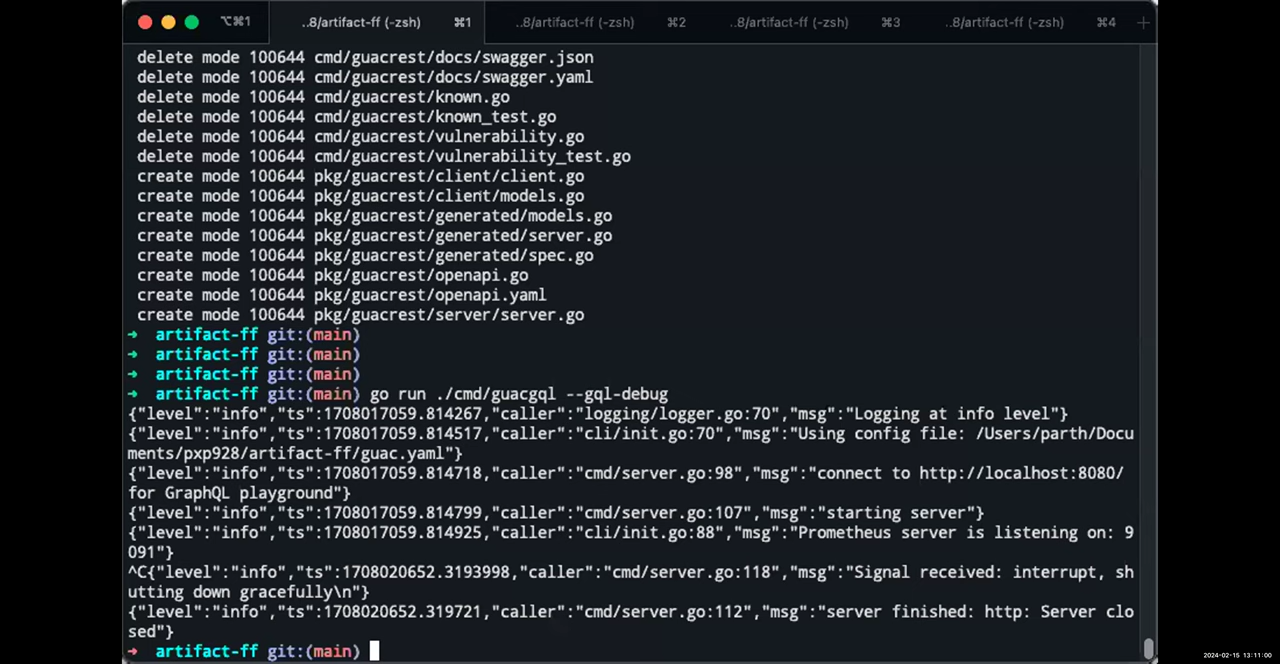 ⌥⌘1 ..8/artifact-ff (-zsh) ⌘1 ..8/artifact-ff (-zsh) ⌘2 ..8/artifact-ff (-zsh) ⌘3 ..8/artifact-ff (-zsh) ⌘4 +
delete mode 100644 cmd/guacrest/docs/swagger.json
delete mode 100644 cmd/guacrest/docs/swagger.yaml
delete mode 100644 cmd/guacrest/known.go
delete mode 100644 cmd/guacrest/known_test.go
delete mode 100644 cmd/guacrest/vulnerability.go
delete mode 100644 cmd/guacrest/vulnerability_test.go
create mode 100644 pkg/guacrest/client/client.go
create mode 100644 pkg/guacrest/client/models.go
create mode 100644 pkg/guacrest/generated/models.go
create mode 100644 pkg/guacrest/generated/server.go
create mode 100644 pkg/guacrest/generated/spec.go
create mode 100644 pkg/guacrest/openapi.go
create mode 100644 pkg/guacrest/openapi.yaml
create mode 100644 pkg/guacrest/server/server.go
➜ artifact-ff git:(main)
➜ artifact-ff git:(main)
➜ artifact-ff git:(main)
➜ artifact-ff git:(main) go run ./cmd/guacgql --gql-debug
{"level":"info","ts":1708017059.814267,"caller":"logging/logger.go:70","msg":"Logging at info level"}
{"level":"info","ts":1708017059.814517,"caller":"cli/init.go:70","msg":"Using config file: /Users/parth/Docu
ments/pxp928/artifact-ff/guac.yaml"}
{"level":"info","ts":1708017059.814718,"caller":"cmd/server.go:98","msg":"connect to http://localhost:8080/
for GraphQL playground"}
{"level":"info","ts":1708017059.814799,"caller":"cmd/server.go:107","msg":"starting server"}
{"level":"info","ts":1708017059.814925,"caller":"cli/init.go:88","msg":"Prometheus server is listening on: 9
091"}
^C{"level":"info","ts":1708020652.3193998,"caller":"cmd/server.go:118","msg":"Signal received: interrupt, sh
utting down gracefully\n"}
{"level":"info","ts":1708020652.319721,"caller":"cmd/server.go:112","msg":"server finished: http: Server clo
sed"}
➜ artifact-ff git:(main)
2024-02-15 13:11:00